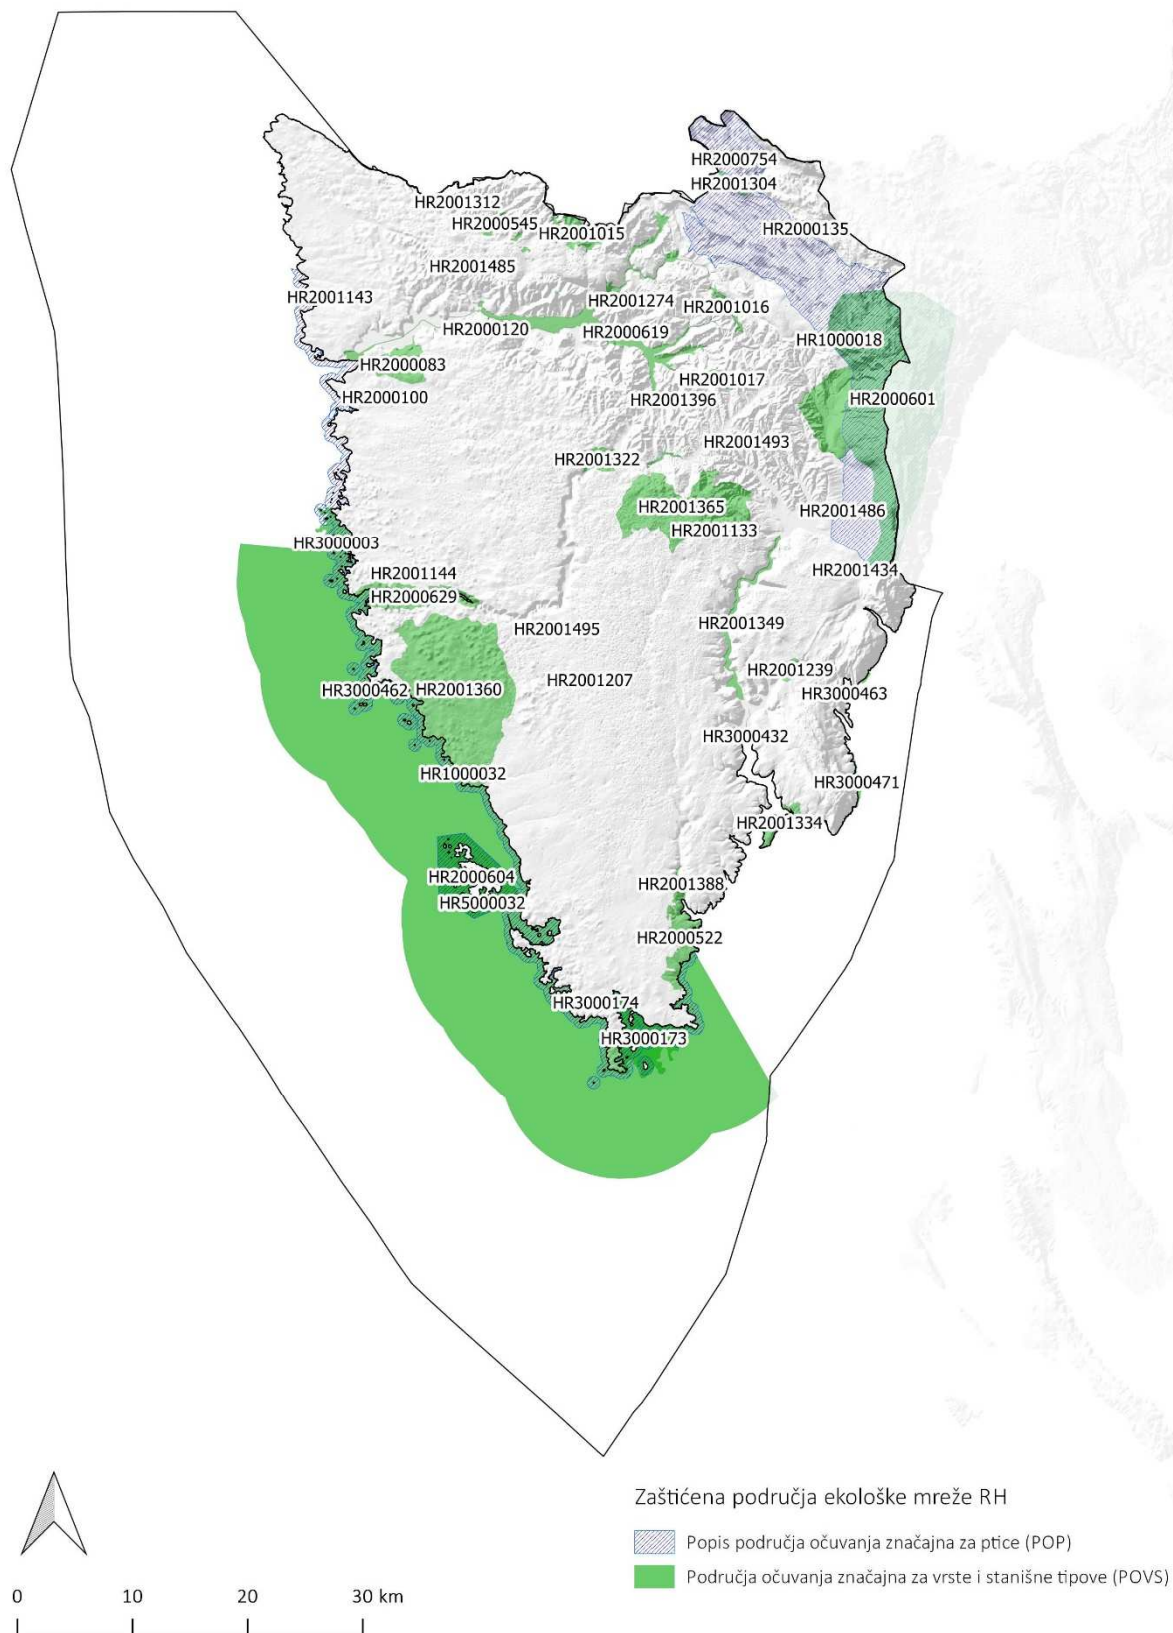 HR2000754
HR2001304
HR2001312
HR2000545
HR2001015
HR2000135
HR2001485
HR2001143
HR2001274
HR2001016
HR2000120
HR2000619
HR1000018
HR2000083
HR2001017
HR2000100
HR2001396
HR2000601
HR2001493
HR2001322
HR2001365
HR2001486
HR2001133
HR3000003
HR2001434
HR2001144
HR2000629
HR2001349
HR2001495
HR2001239
HR2001207
HR3000462
HR2001360
HR3000463
HR3000432
HR1000032
HR3000471
HR2001334
HR2000604
HR2001388
HR5000032
HR2000522
HR3000174
HR3000173
Zaštićena područja ekološke mreže RH
Popis područja očuvanja značajna za ptice (POP)
Područja očuvanja značajna za vrste i stanišne tipove (POVS)
0 10 20 30 km